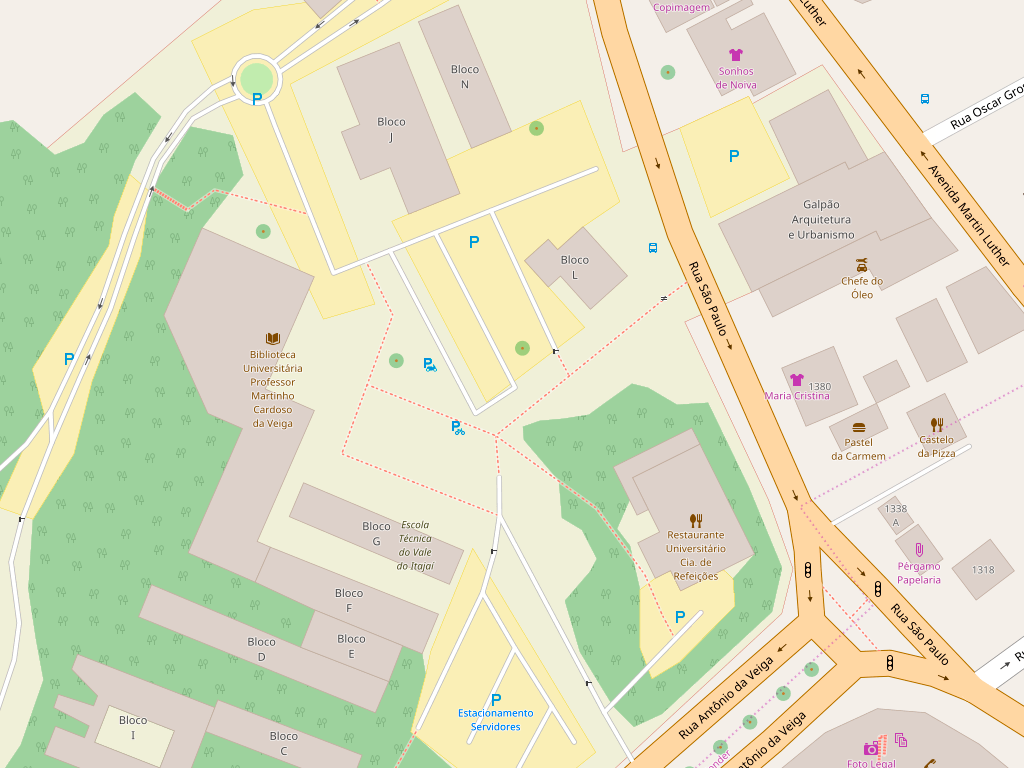 Copimagem
Luther
Sonhos
de Noiva
Bloco
N
P
Bloco
J
P
Rua Oscar Gros
Avenida Martin Luther
Galpão
Arquitetura
e Urbanismo
P
Bloco
L
Chefe do
Óleo
Rua São Paulo
Biblioteca
Universitária
Professor
Martinho
Cardoso
da Veiga
P
P
P
1380
Maria Cristina
Pastel
da Carmem
Castelo
da Pizza
Bloco
G
Escola
Técnica
do Vale
do Itajaí
1338
A
Restaurante
Universitário
Cia. de
Refeições
Pérgamo
Papelaria
1318
Bloco
F
Bloco
E
Bloco
D
P
Rua São Paulo
Rua Antônio da Veiga
P
Estacionamento
Servidores
Bloco
I
Bloco
C
ntônio da Veiga
Foto Legal